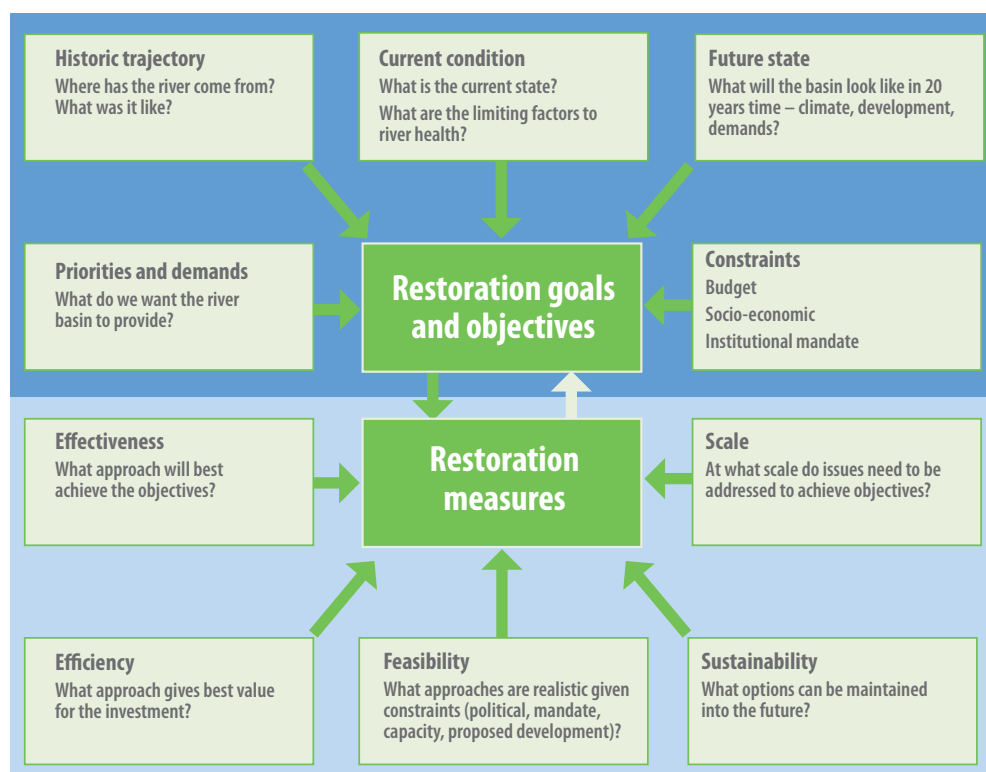 Historic trajectory
Where has the river come from?
What was it like?
Current condition
What is the current state?
What are the limiting factors to
river health?
Future state
What will the basin look like in 20
years time – climate, development,
demands?
Priorities and demands
What do we want the river
basin to provide?
Restoration goals
and objectives
Constraints
Budget
Socio-economic
Institutional mandate
Effectiveness
What approach will best
achieve the objectives?
Restoration
measures
Scale
At what scale do issues need to be
addressed to achieve objectives?
Efficiency
What approach gives best value
for the investment?
Feasibility
What approaches are realistic given
constraints (political, mandate,
capacity, proposed development)?
Sustainability
What options can be maintained
into the future?